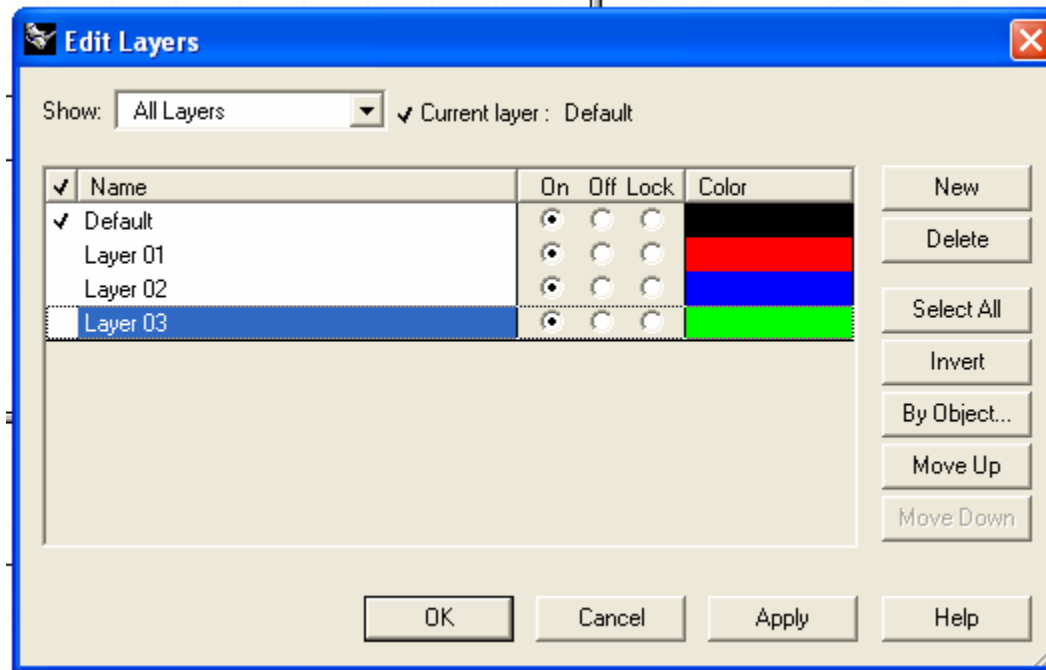 Edit Layers
Show: All Layers Current layer : Default
Name On Off Lock Color
Default
Layer 01
Layer 02
Layer 03
New
Delete
Select All
Invert
By Object...
Move Up
Move Down
OK Cancel Apply Help